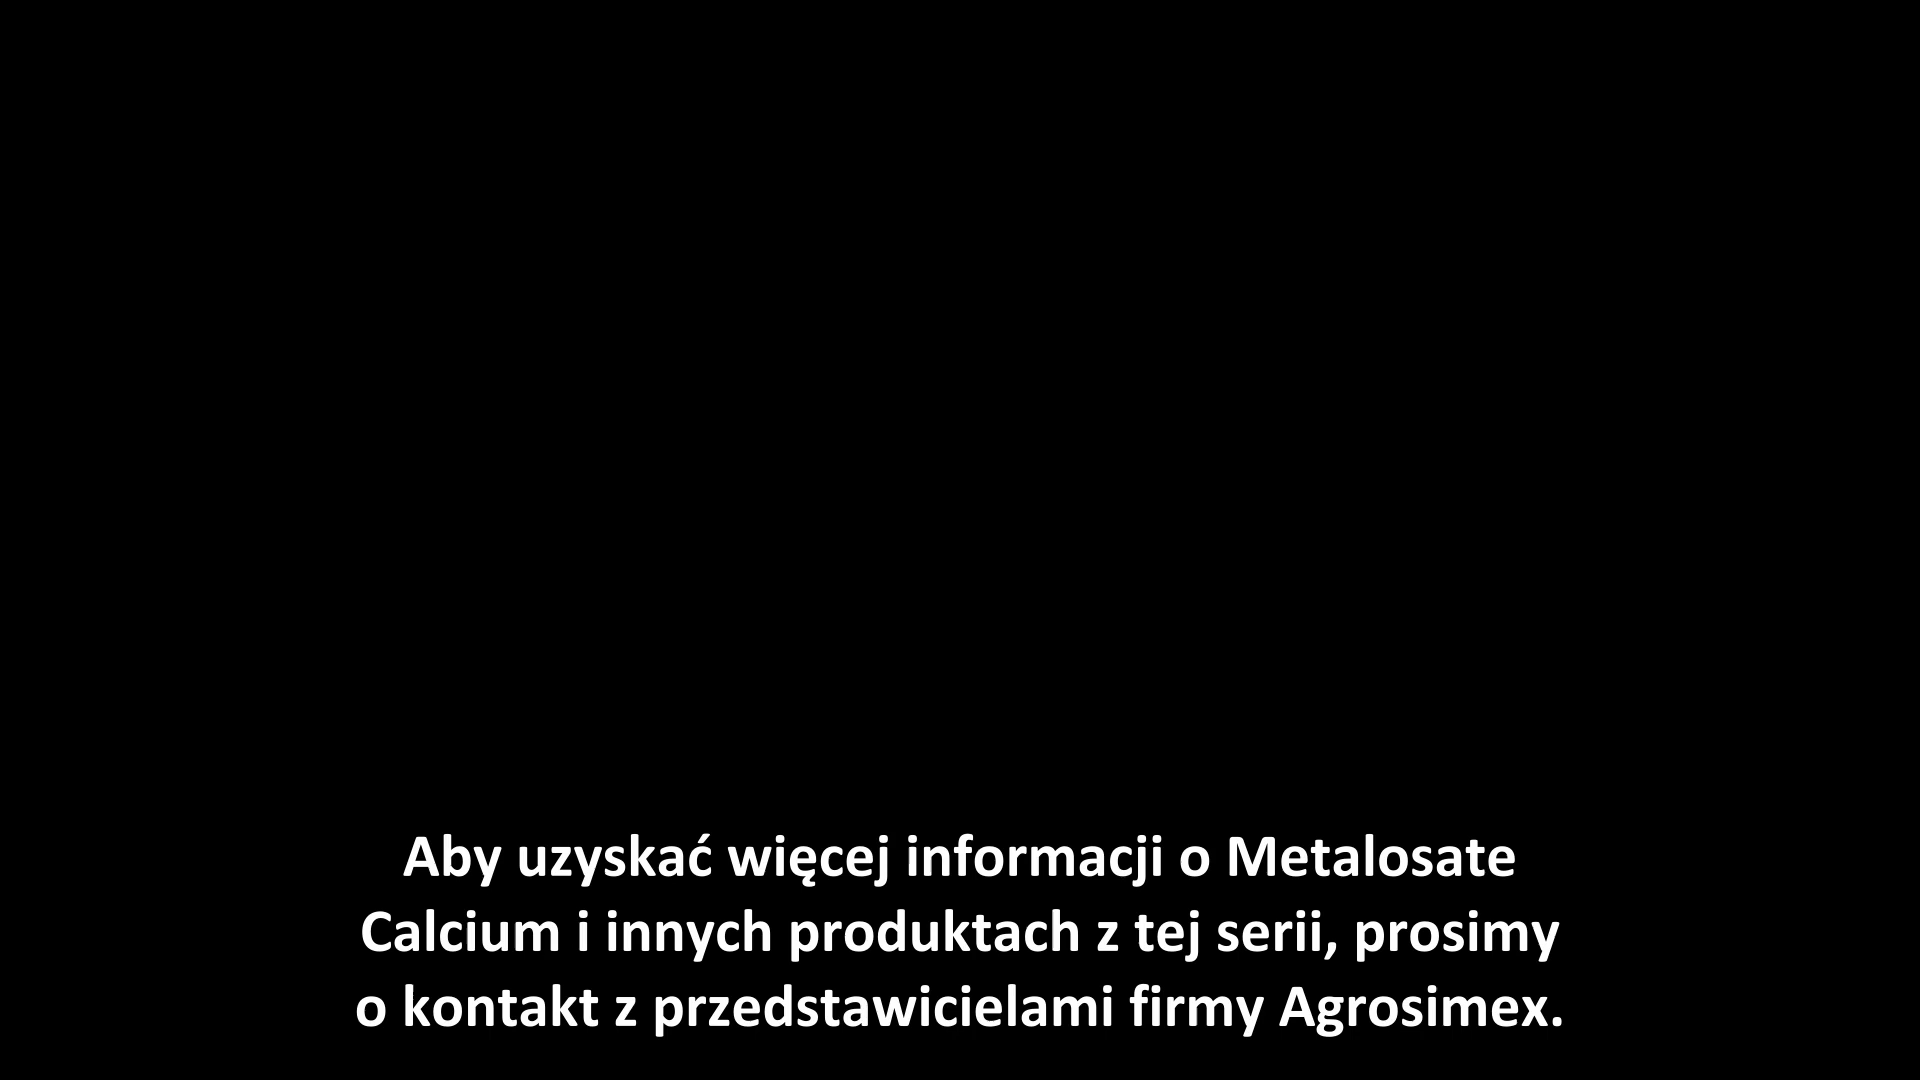 Aby uzyskać więcej informacji o Metalosate
Calcium i innych produktach z tej serii, prosimy
o kontakt z przedstawicielami firmy Agrosimex.